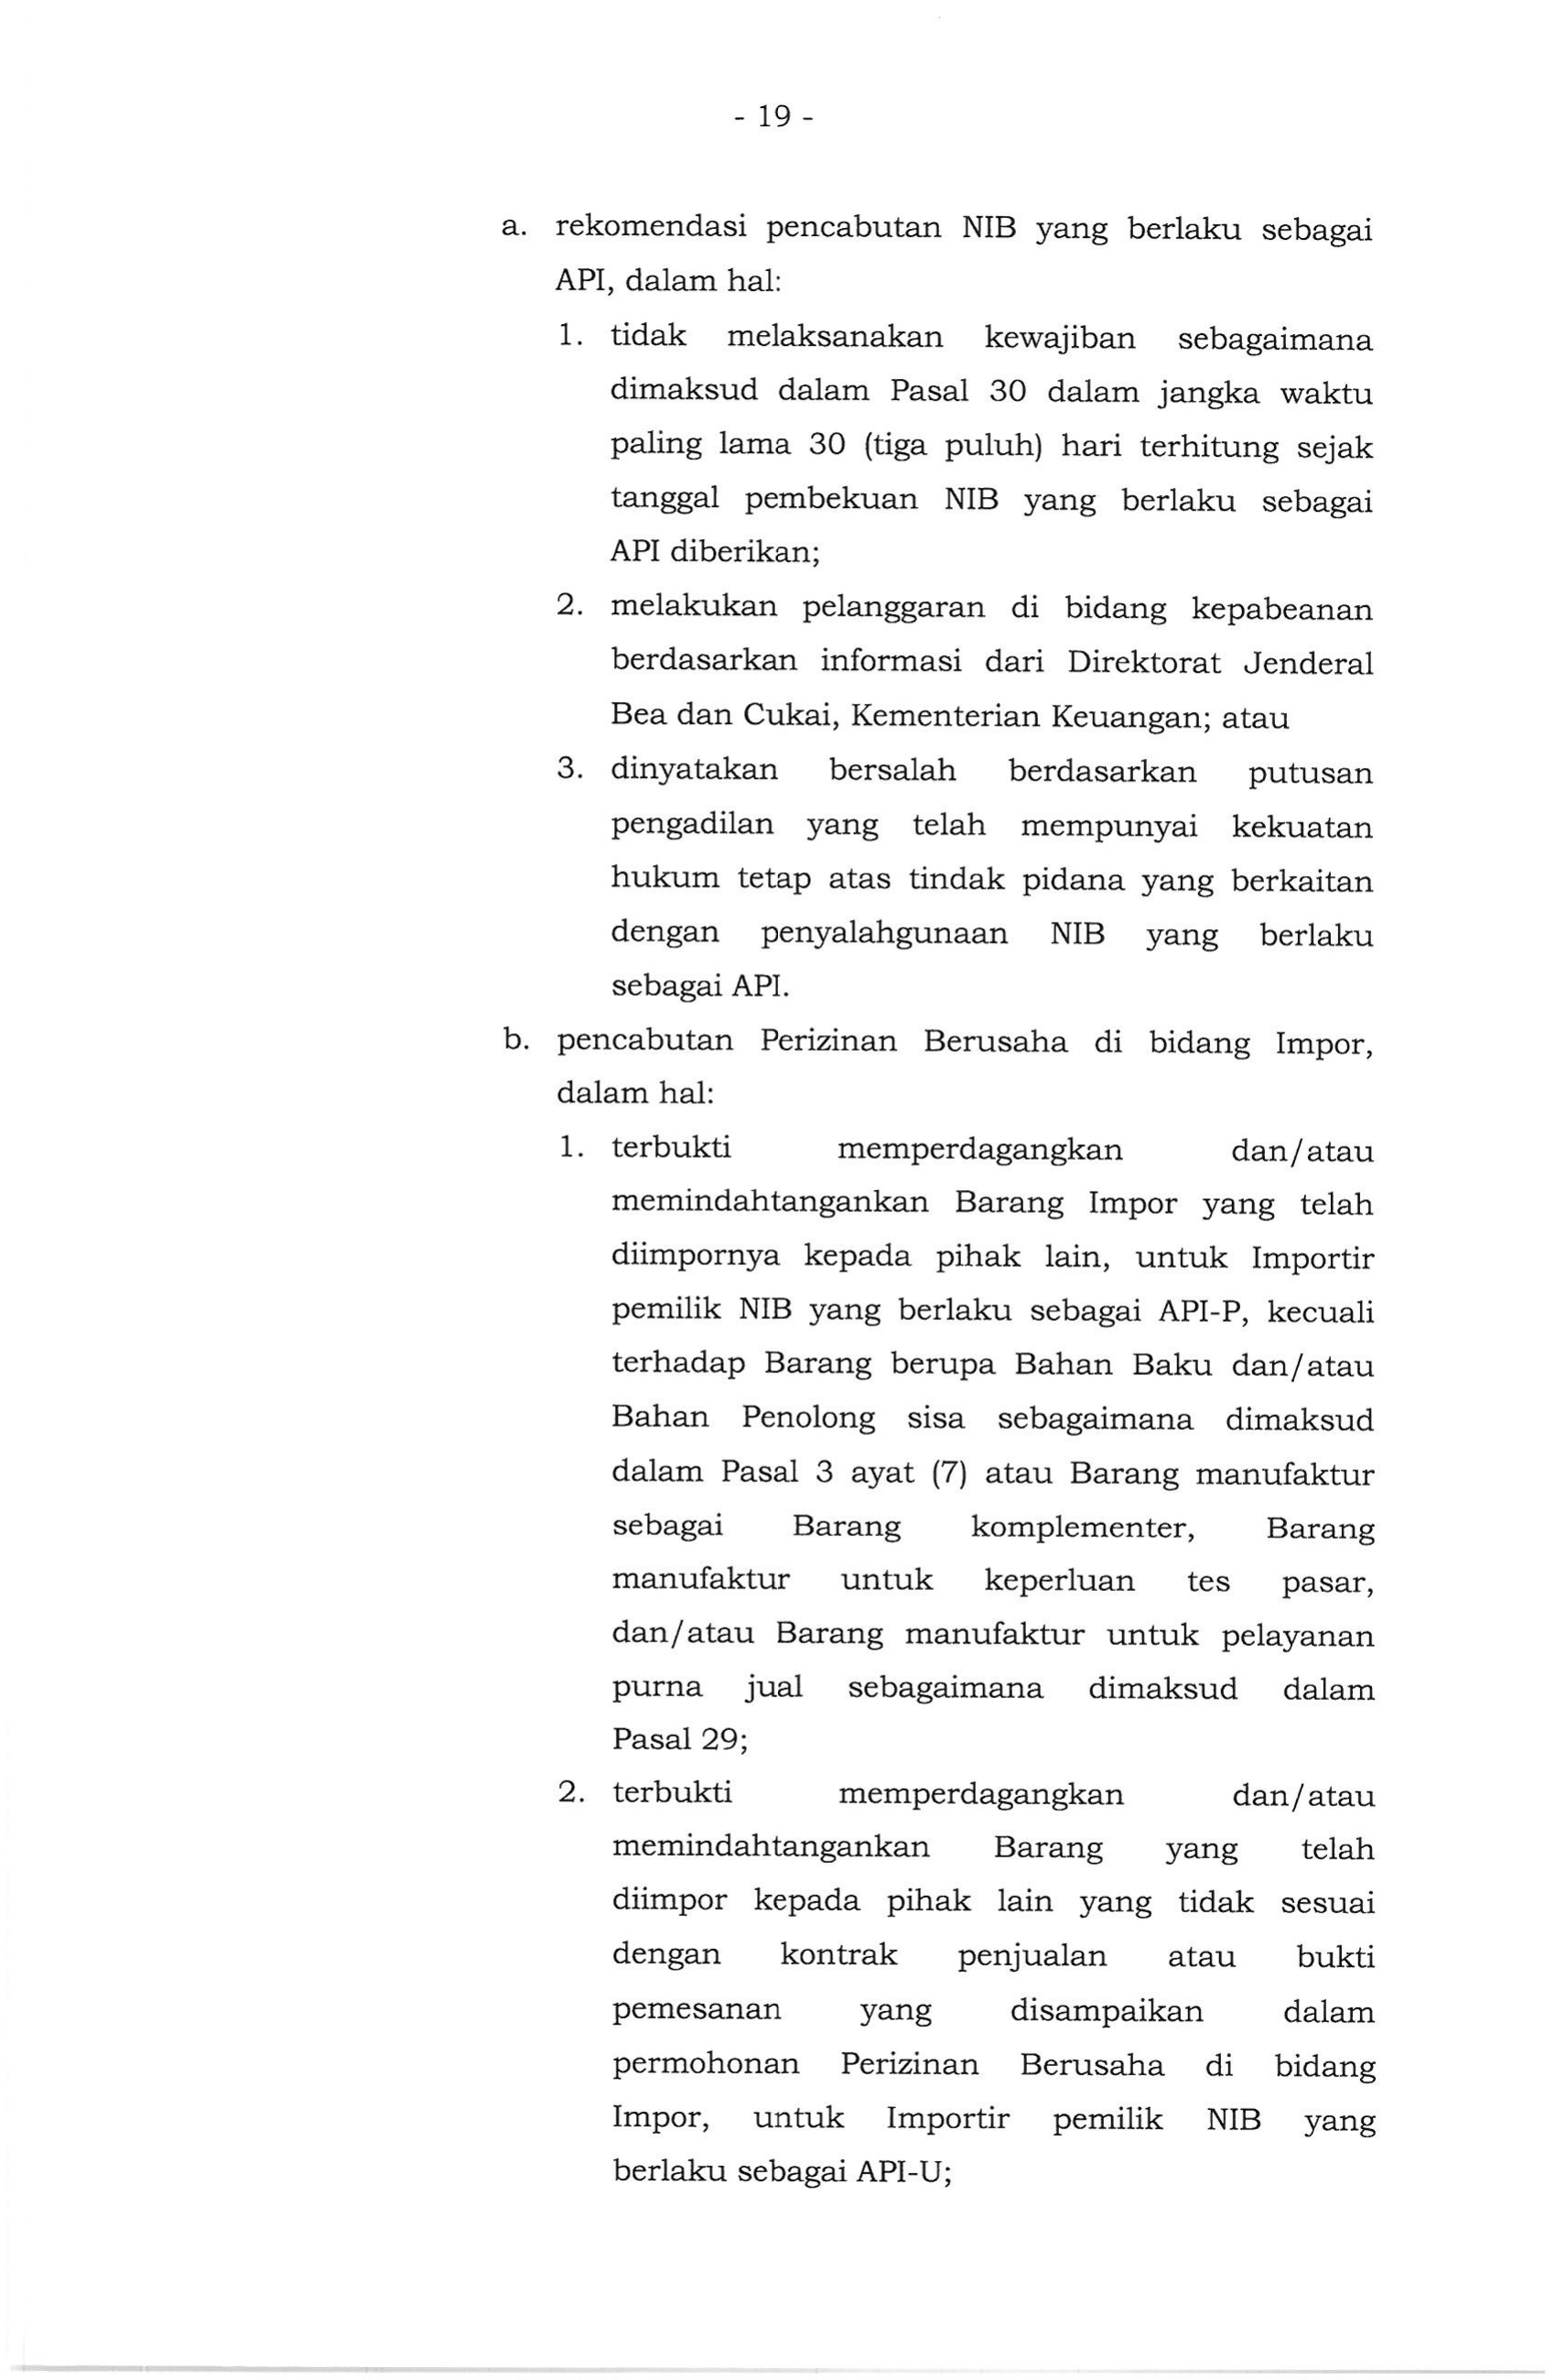 - 19 -
a. rekomendasi pencabutan NIB yang berlaku sebagai
API, dalam hal:
1. tidak melaksanakan kewajiban sebagaimana
dimaksud dalam Pasal 30 dalam jangka waktu
paling lama 30 (tiga puluh) hari terhitung sejak
tanggal pembekuan NIB yang berlaku sebagai
API diberikan;
2. melakukan pelanggaran di bidang kepabeanan
berdasarkan informasi dari Direktorat Jenderal
Bea dan Cukai, Kementerian Keuangan; atau
3. dinyatakan bersalah berdasarkan putusan
pengadilan yang telah mempunyai kekuatan
hukum tetap atas tindak pidana yang berkaitan
dengan penyalahgunaan NIB yang berlaku
sebagai API.
b. pencabutan Perizinan Berusaha di bidang Impor,
dalam hal:
1. terbukti memperdagangkan dan/atau
memindahtangankan Barang Impor yang telah
diimpornya kepada pihak lain, untuk Importir
pemilik NIB yang berlaku sebagai API-P, kecuali
terhadap Barang berupa Bahan Baku dan/atau
Bahan Penolong sisa sebagaimana dimaksud
dalam Pasal 3 ayat (7) atau Barang manufaktur
sebagai Barang komplementer, Barang
manufaktur untuk keperluan tes pasar,
dan/atau Barang manufaktur untuk pelayanan
purna jual sebagaimana dimaksud dalam
Pasal 29;
2. terbukti memperdagangkan dan/atau
memindahtangankan Barang yang telah
diimpor kepada pihak lain yang tidak sesuai
dengan kontrak penjualan atau bukti
pemesanan yang disampaikan dalam
permohonan Perizinan Berusaha di bidang
Impor, untuk Importir pemilik NIB yang
berlaku sebagai API-U;